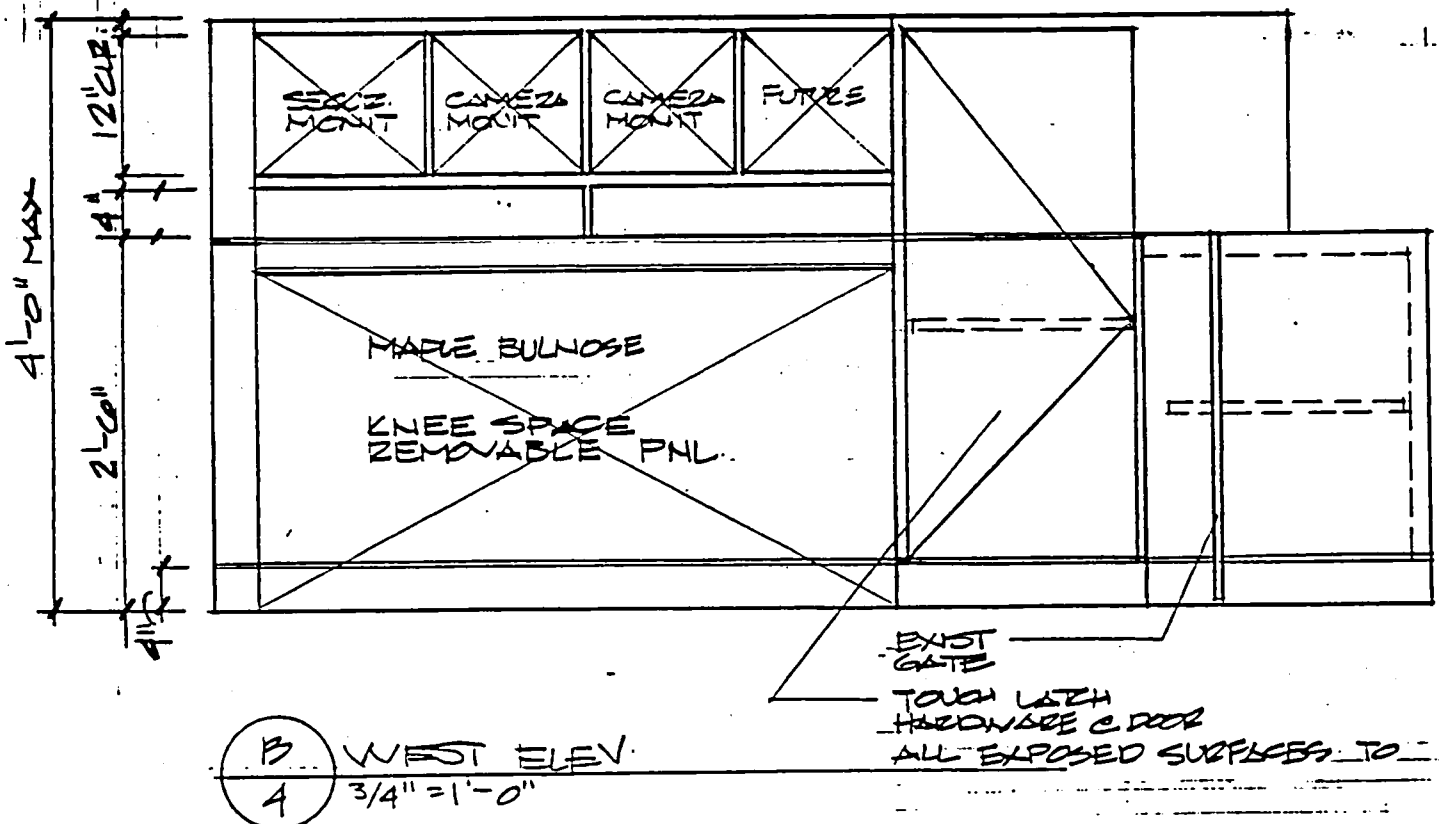 SECUR.
MONIT
CAMERA
MONIT
CAMERA
MONIT
FUTURE
12" CLR
4"
4'-0" MAX
2'-6"
4"
MAPLE BULNOSE
KNEE SPACE
REMOVABLE PNL.
EXIST
GATE
TOUCH LATCH
HARDWARE @ DOOR
ALL EXPOSED SURFACES TO
B
4
WEST ELEV.
3/4" = 1'-0"